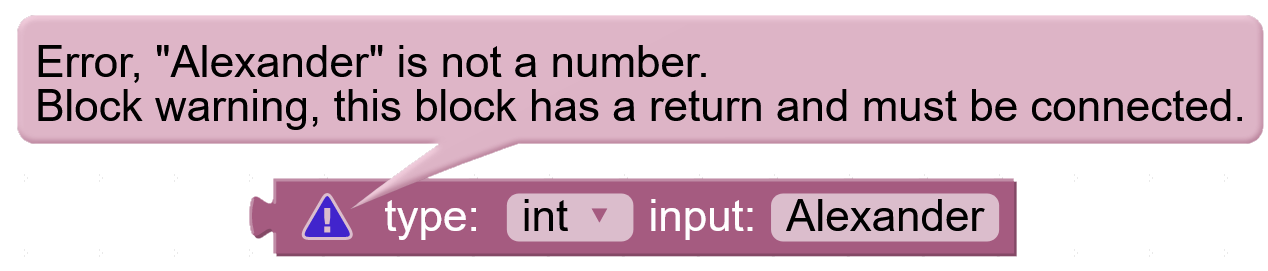 Error, "Alexander" is not a number.
Block warning, this block has a return and must be connected.
type: int input: Alexander